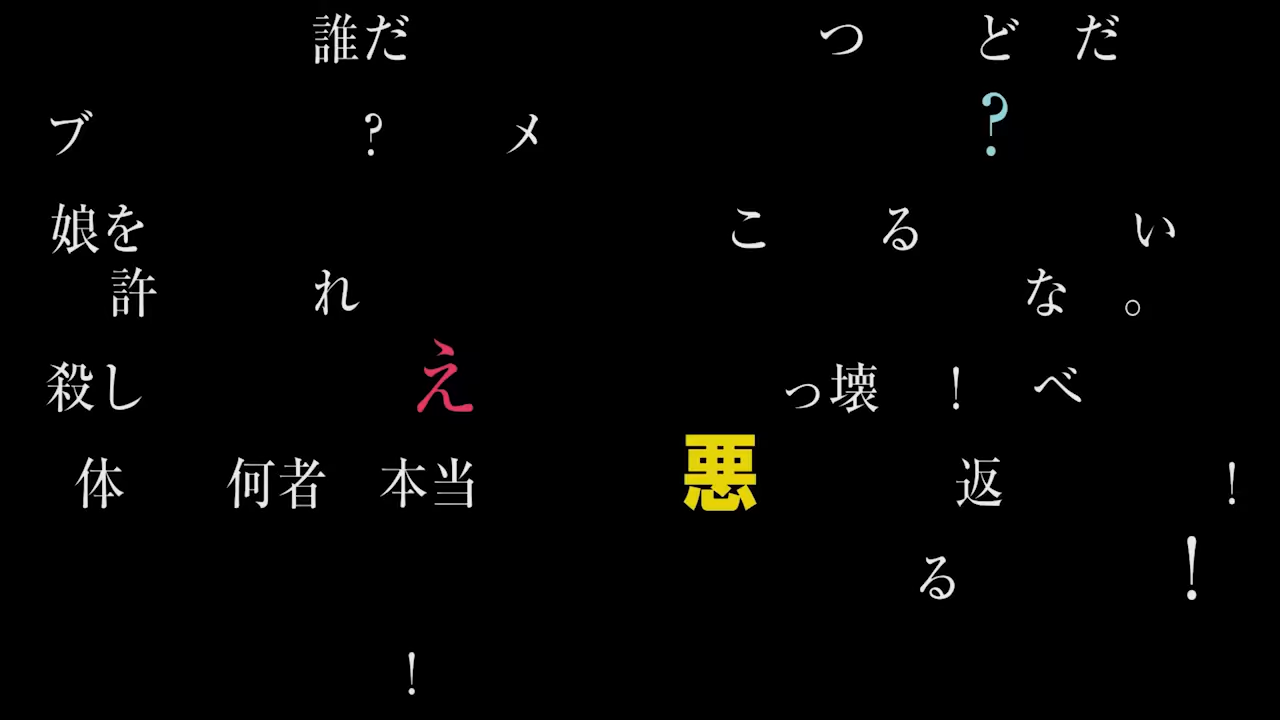 誰だ つ ど だ
ブ ? メ ?
娘を こ る い
許 れ な 。
殺し え っ壊 ! べ
体 何者 本当 悪 返 !
る !
!